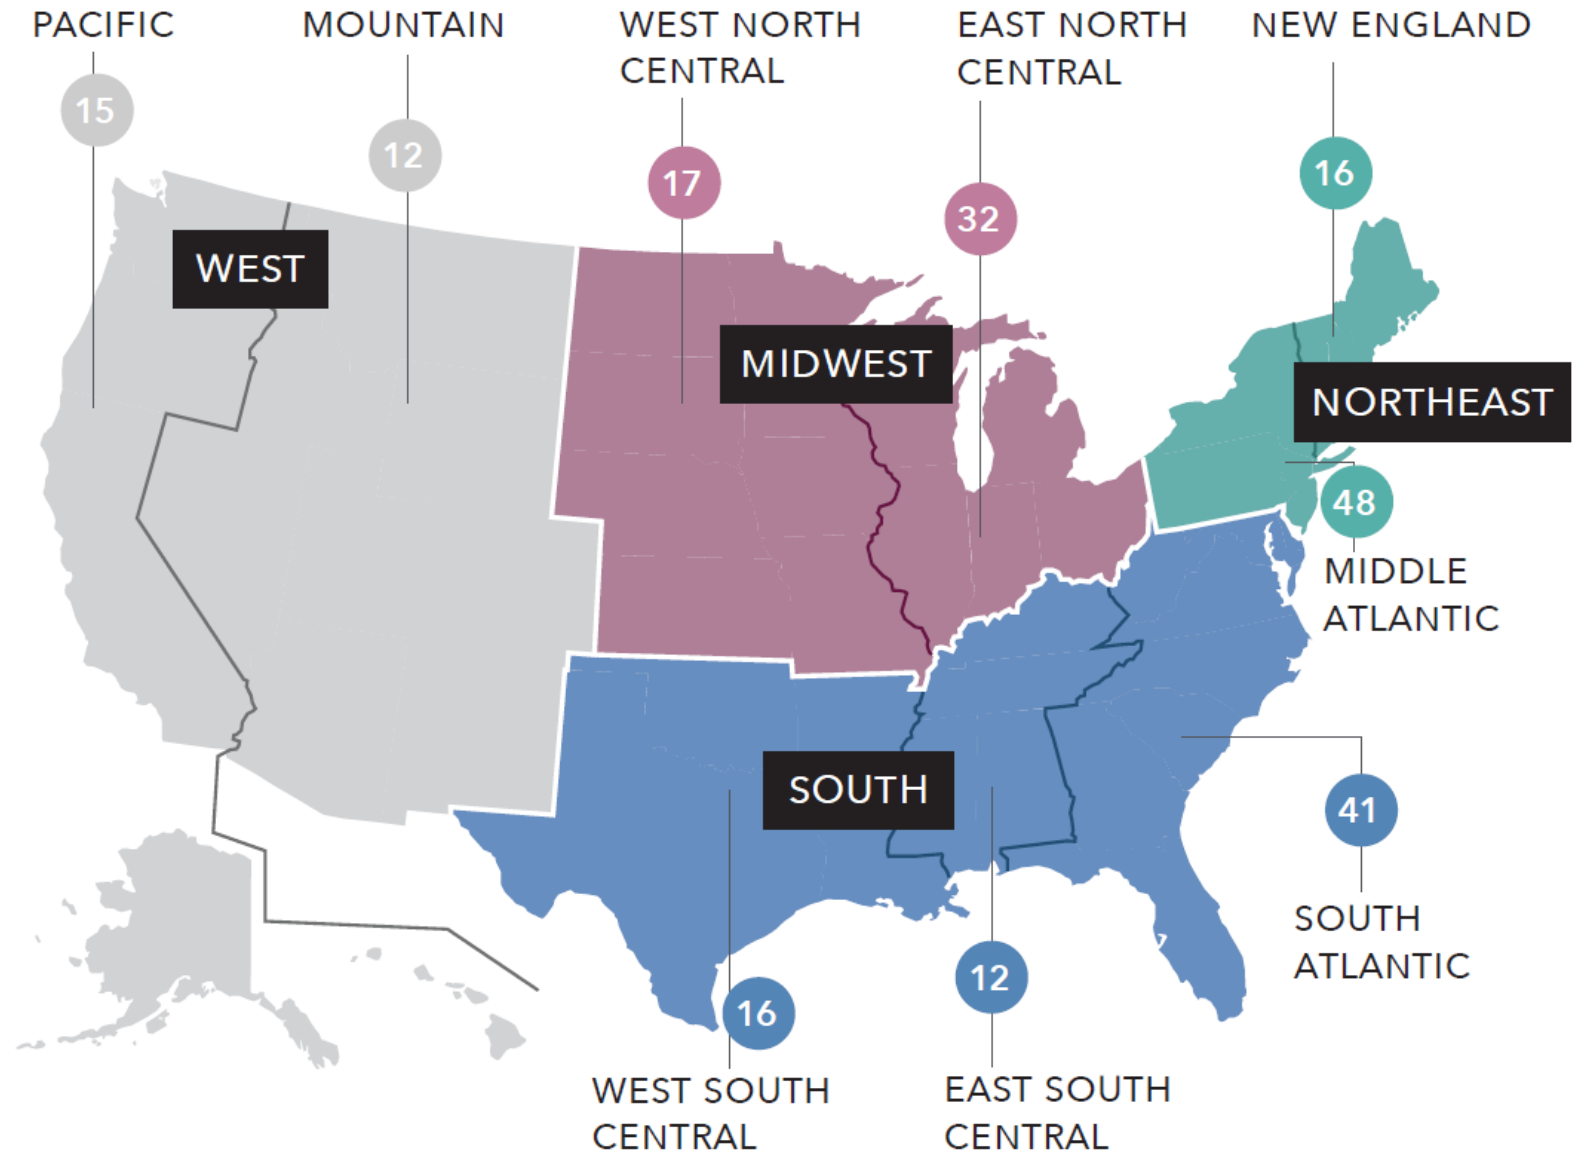 PACIFIC
MOUNTAIN
WEST NORTH
CENTRAL
EAST NORTH
CENTRAL
NEW ENGLAND
15
12
17
32
16
WEST
MIDWEST
NORTHEAST
48
MIDDLE
ATLANTIC
SOUTH
41
SOUTH
ATLANTIC
12
16
WEST SOUTH
CENTRAL
EAST SOUTH
CENTRAL